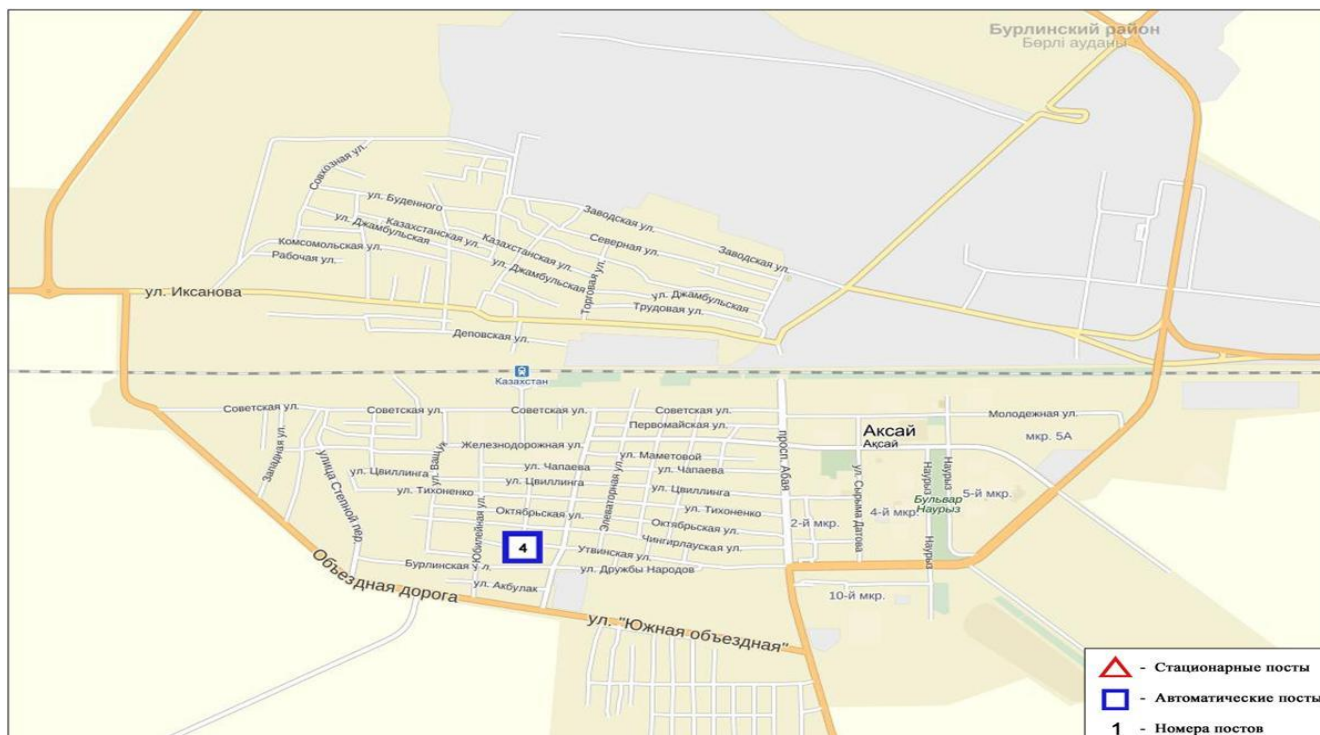 Бурлинский район
Бөрлі ауданы
Совхозная ул.
ул. Буденного
Заводская ул.
ул. Джамбульская
Казахстанская ул.
Казахстанская ул.
Северная ул.
Заводская ул.
Комсомольская ул.
Рабочая ул.
ул. Джамбульская
Торговая ул.
ул. Джамбульская
Трудовая ул.
ул. Иксанова
Деповская ул.
Казахстан
Советская ул.
Советская ул.
Советская ул.
Советская ул.
Молодежная ул.
Первомайская ул.
просп. Абая
Аксай
Ақсай
мкр. 5А
Западная ул.
улица Степной пер.
Железнодорожная ул.
ул. Маметовой
ул. Чапаева
ул. Чапаева
ул. Цвиллинга
ул. Цвиллинга
ул. Цвиллинга
ул. Тихоненко
ул. Тихоненко
Элеваторная ул.
ул. Сырыма Датова
Наурыз
Наурыз
Бульвар
Наурыз
5-й мкр.
4-й мкр.
2-й мкр.
Юбилейная ул.
Октябрьская ул.
Октябрьская ул.
Чингирлауская ул.
4
Утвинская ул.
Наурыз
Бурлинская
ул. Дружбы Народов
ул. Акбулак
Объездная дорога
10-й мкр.
ул. "Южная объездная"
- Стационарные посты
- Автоматические посты
1 - Номера постов